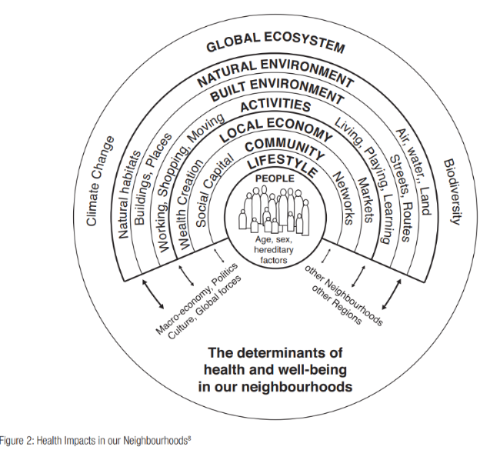 GLOBAL ECOSYSTEM
NATURAL ENVIRONMENT
BUILT ENVIRONMENT
ACTIVITIES
LOCAL ECONOMY
COMMUNITY
LIFESTYLE
PEOPLE
Age, sex,
hereditary
factors
Climate Change
Natural habitats
Buildings, Places
Working, Shopping, Moving
Wealth Creation
Social Capital
Networks
Markets
Living, Playing, Learning
Streets, Routes
Air, water,, Land
Biodiversity
Macro-economy, Politics
Culture, Global forces
other Neighbourhoods
other Regions
The determinants of
health and well-being
in our neighbourhoods
Figure 2: Health Impacts in our Neighbourhoods⁶